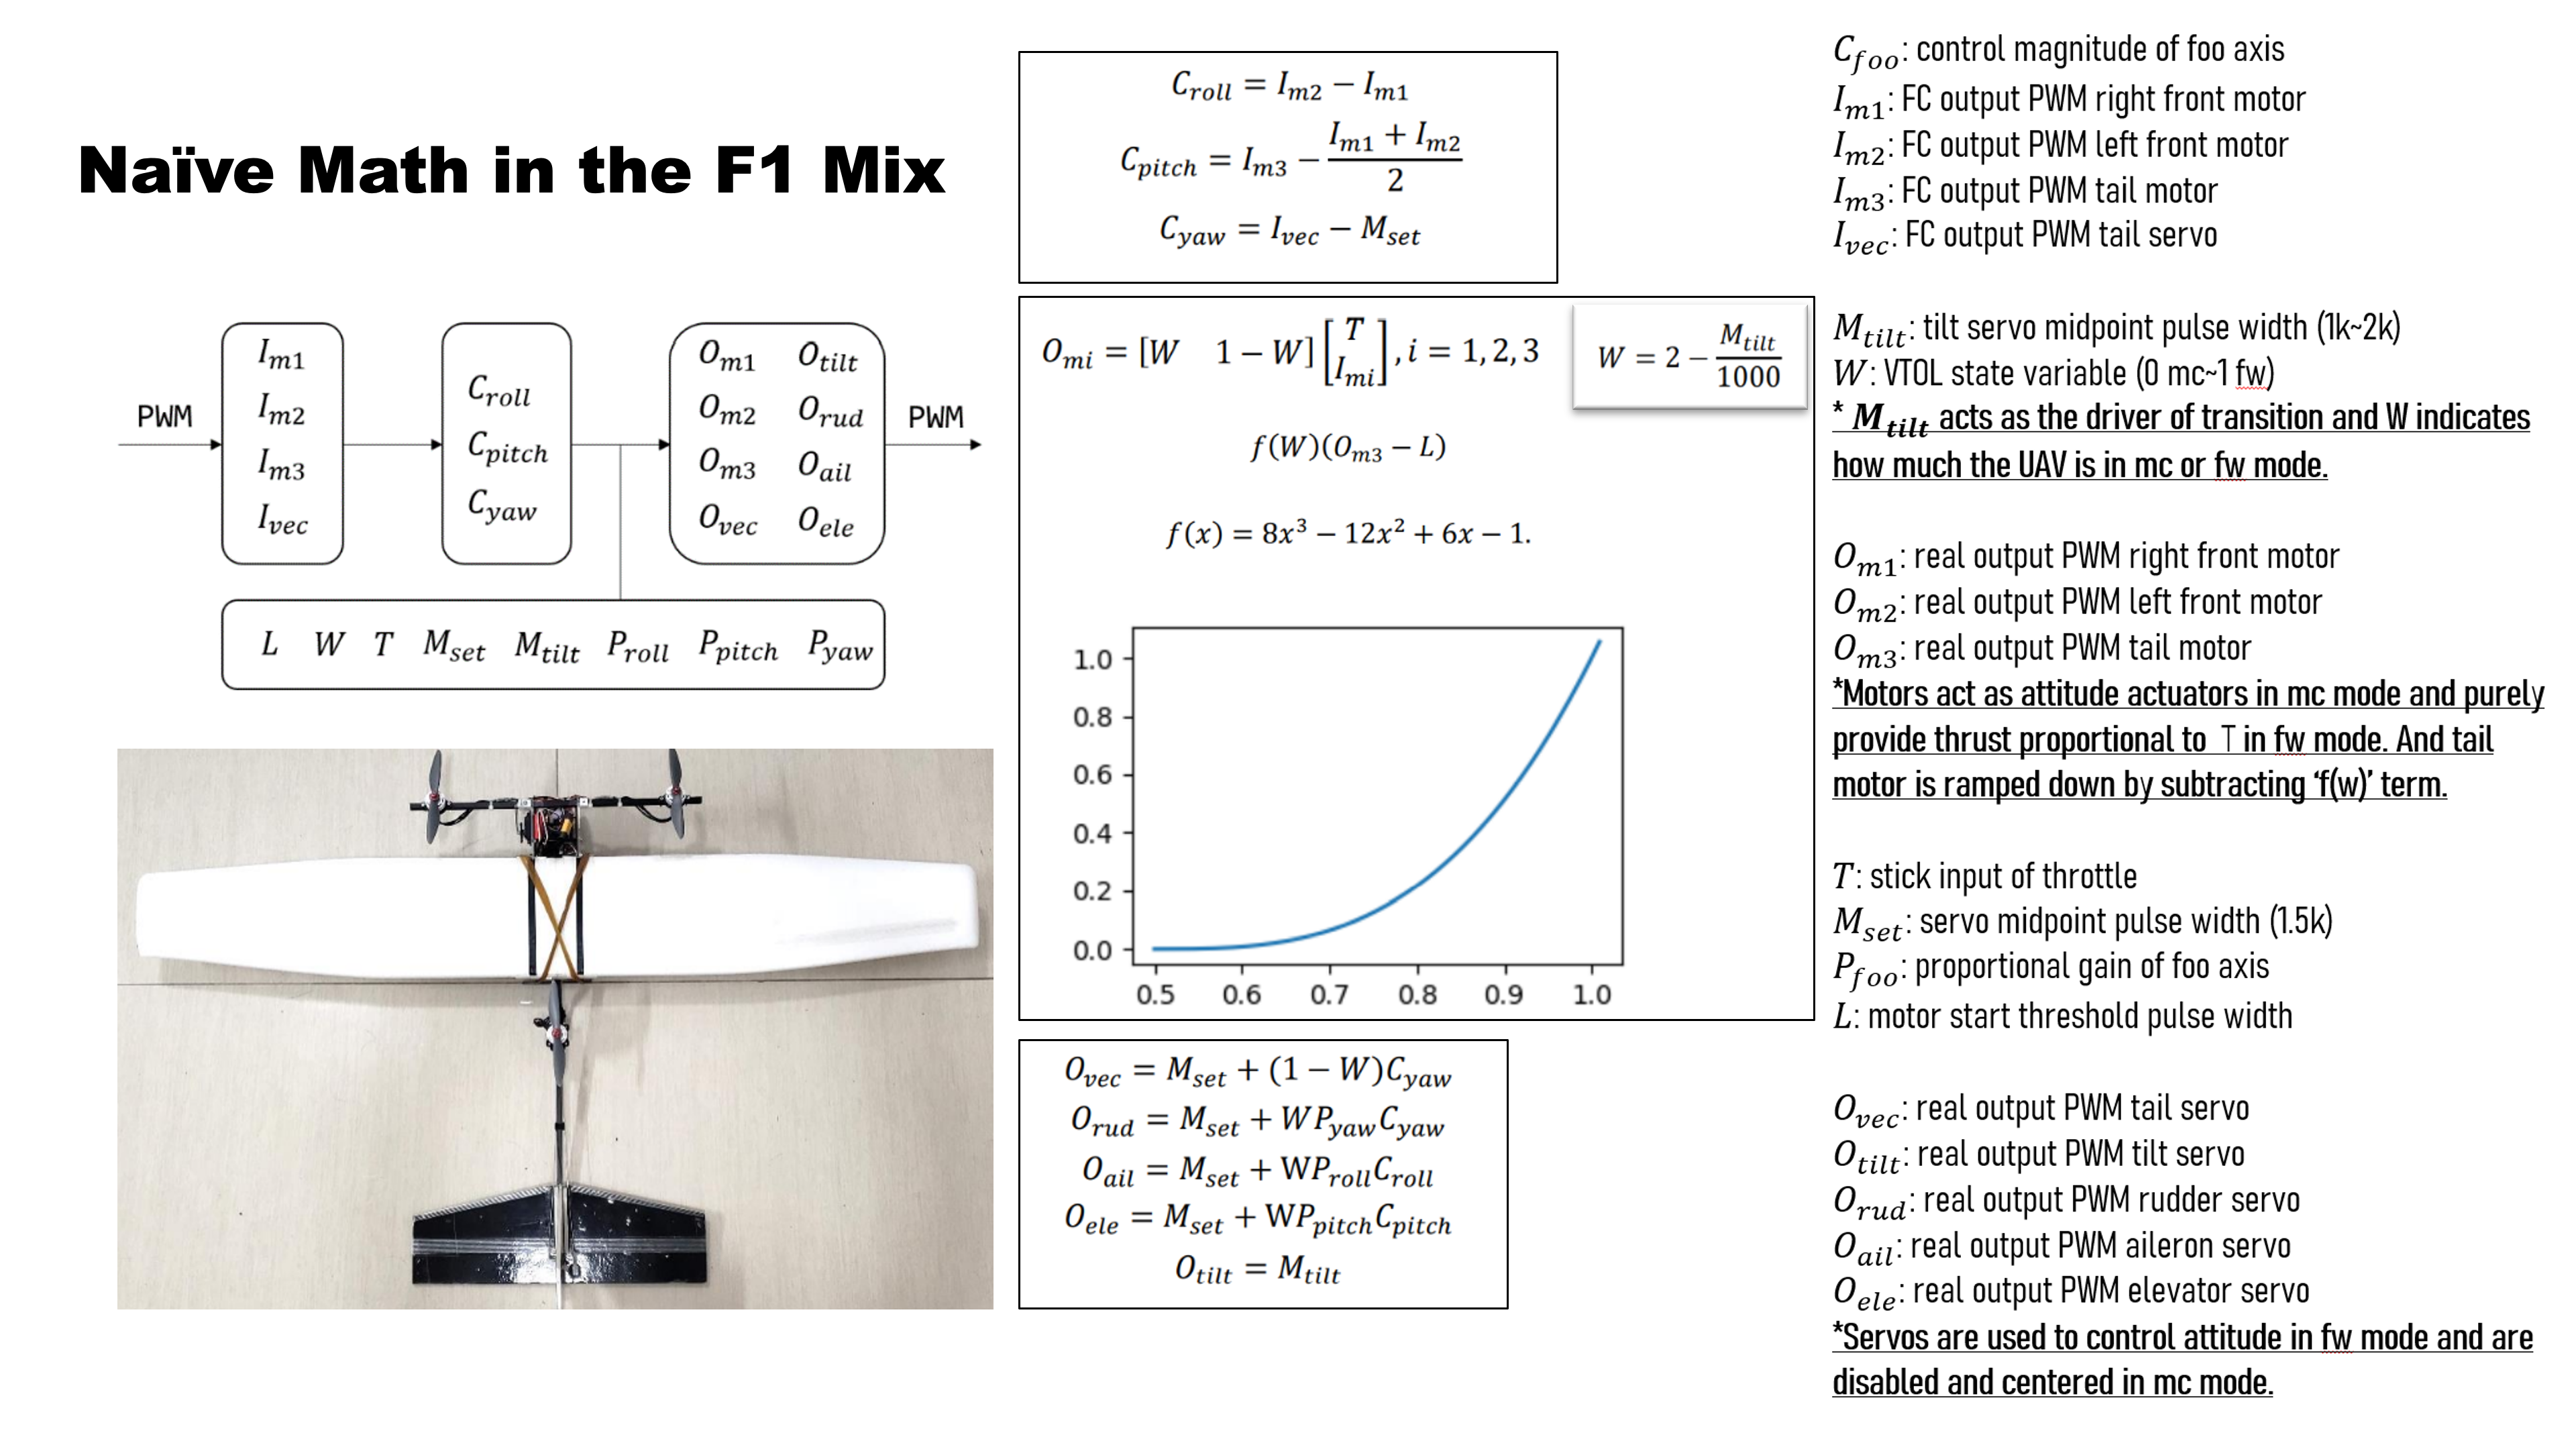 Naïve Math in the F1 Mix
PWM
I_{m1}
I_{m2}
I_{m3}
I_{vec}
C_{roll}
C_{pitch}
C_{yaw}
O_{m1} O_{tilt}
O_{m2} O_{rud}
O_{m3} O_{ail}
O_{vec} O_{ele}
PWM
L W T M_{set} M_{tilt} P_{roll} P_{pitch} P_{yaw}
C_{roll} = I_{m2} − I_{m1}
C_{pitch} = I_{m3} − \frac{I_{m1} + I_{m2}}{2}
C_{yaw} = I_{vec} − M_{set}
O_{mi} = [W 1 − W] [T I_{mi}], i = 1, 2, 3
W = 2 − \frac{M_{tilt}}{1000}
f(W)(O_{m3} − L)
f(x) = 8x³ − 12x² + 6x − 1.
1.0
0.8
0.6
0.4
0.2
0.0
0.5 0.6 0.7 0.8 0.9 1.0
O_{vec} = M_{set} + (1 − W)C_{yaw}
O_{rud} = M_{set} + WP_{yaw}C_{yaw}
O_{ail} = M_{set} + WP_{roll}C_{roll}
O_{ele} = M_{set} + WP_{pitch}C_{pitch}
O_{tilt} = M_{tilt}
C_{foo}: control magnitude of foo axis
I_{m1}: FC output PWM right front motor
I_{m2}: FC output PWM left front motor
I_{m3}: FC output PWM tail motor
I_{vec}: FC output PWM tail servo
M_{tilt}: tilt servo midpoint pulse width (1k~2k)
W: VTOL state variable (0 mc~1 fw)
* M_{tilt} acts as the driver of transition and W indicates
how much the UAV is in mc or fw mode.
O_{m1}: real output PWM right front motor
O_{m2}: real output PWM left front motor
O_{m3}: real output PWM tail motor
*Motors act as attitude actuators in mc mode and purely
provide thrust proportional to T in fw mode. And tail
motor is ramped down by subtracting ‘f(w)’ term.
T: stick input of throttle
M_{set}: servo midpoint pulse width (1.5k)
P_{foo}: proportional gain of foo axis
L: motor start threshold pulse width
O_{vec}: real output PWM tail servo
O_{tilt}: real output PWM tilt servo
O_{rud}: real output PWM rudder servo
O_{ail}: real output PWM aileron servo
O_{ele}: real output PWM elevator servo
*Servos are used to control attitude in fw mode and are
disabled and centered in mc mode.